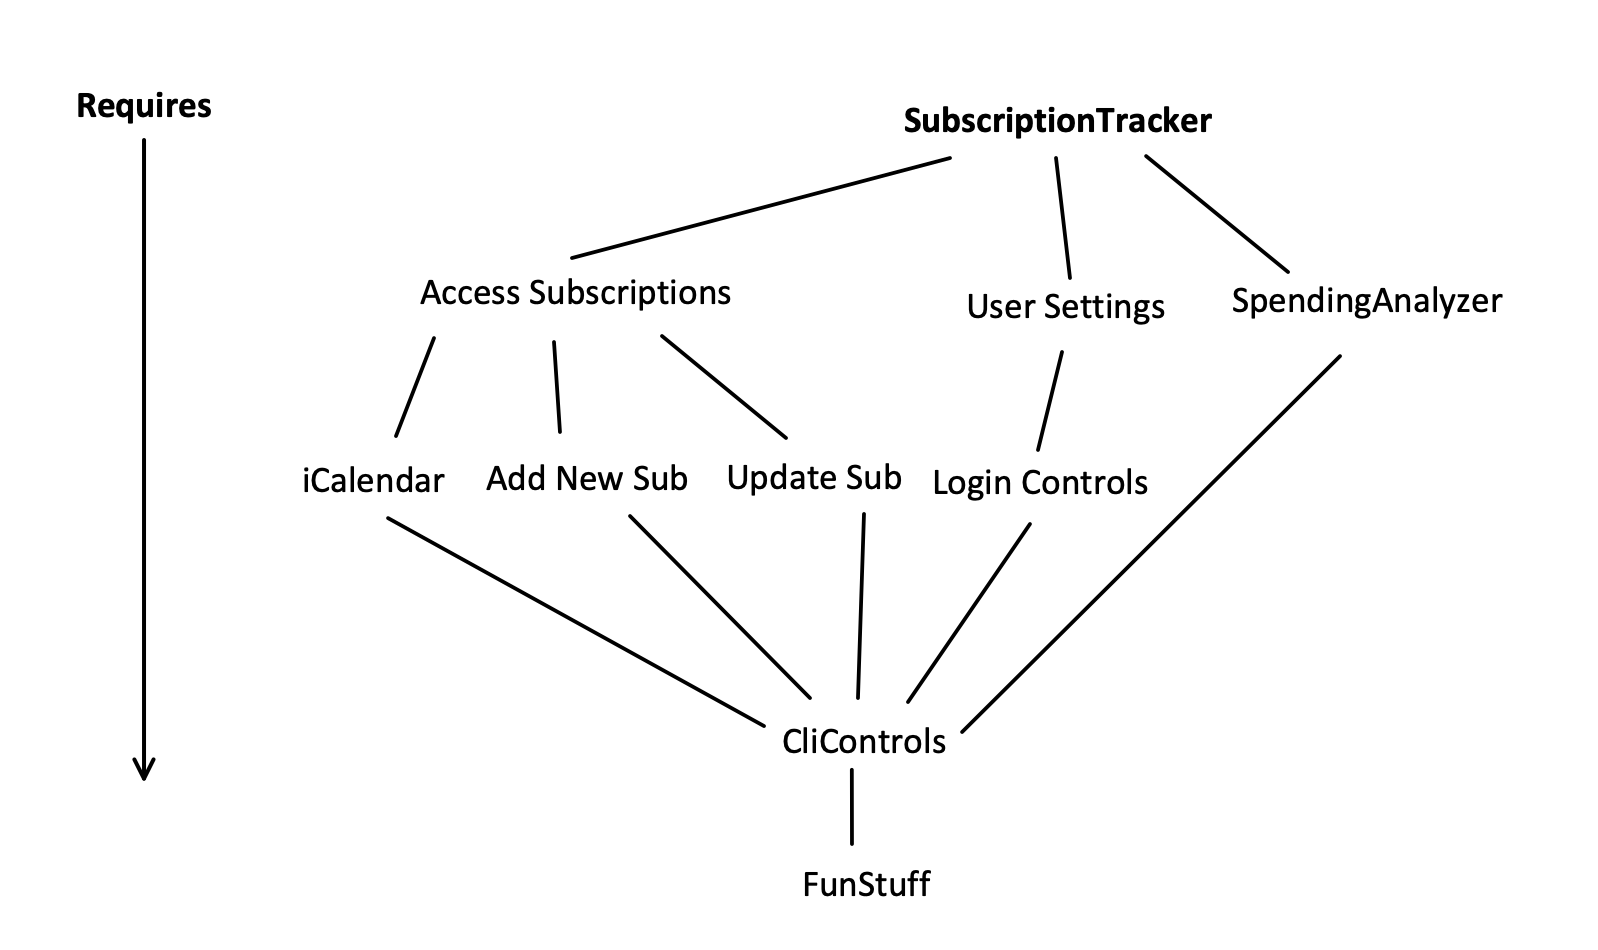 Requires
SubscriptionTracker
Access Subscriptions
User Settings
SpendingAnalyzer
iCalendar
Add New Sub
Update Sub
Login Controls
CliControls
FunStuff